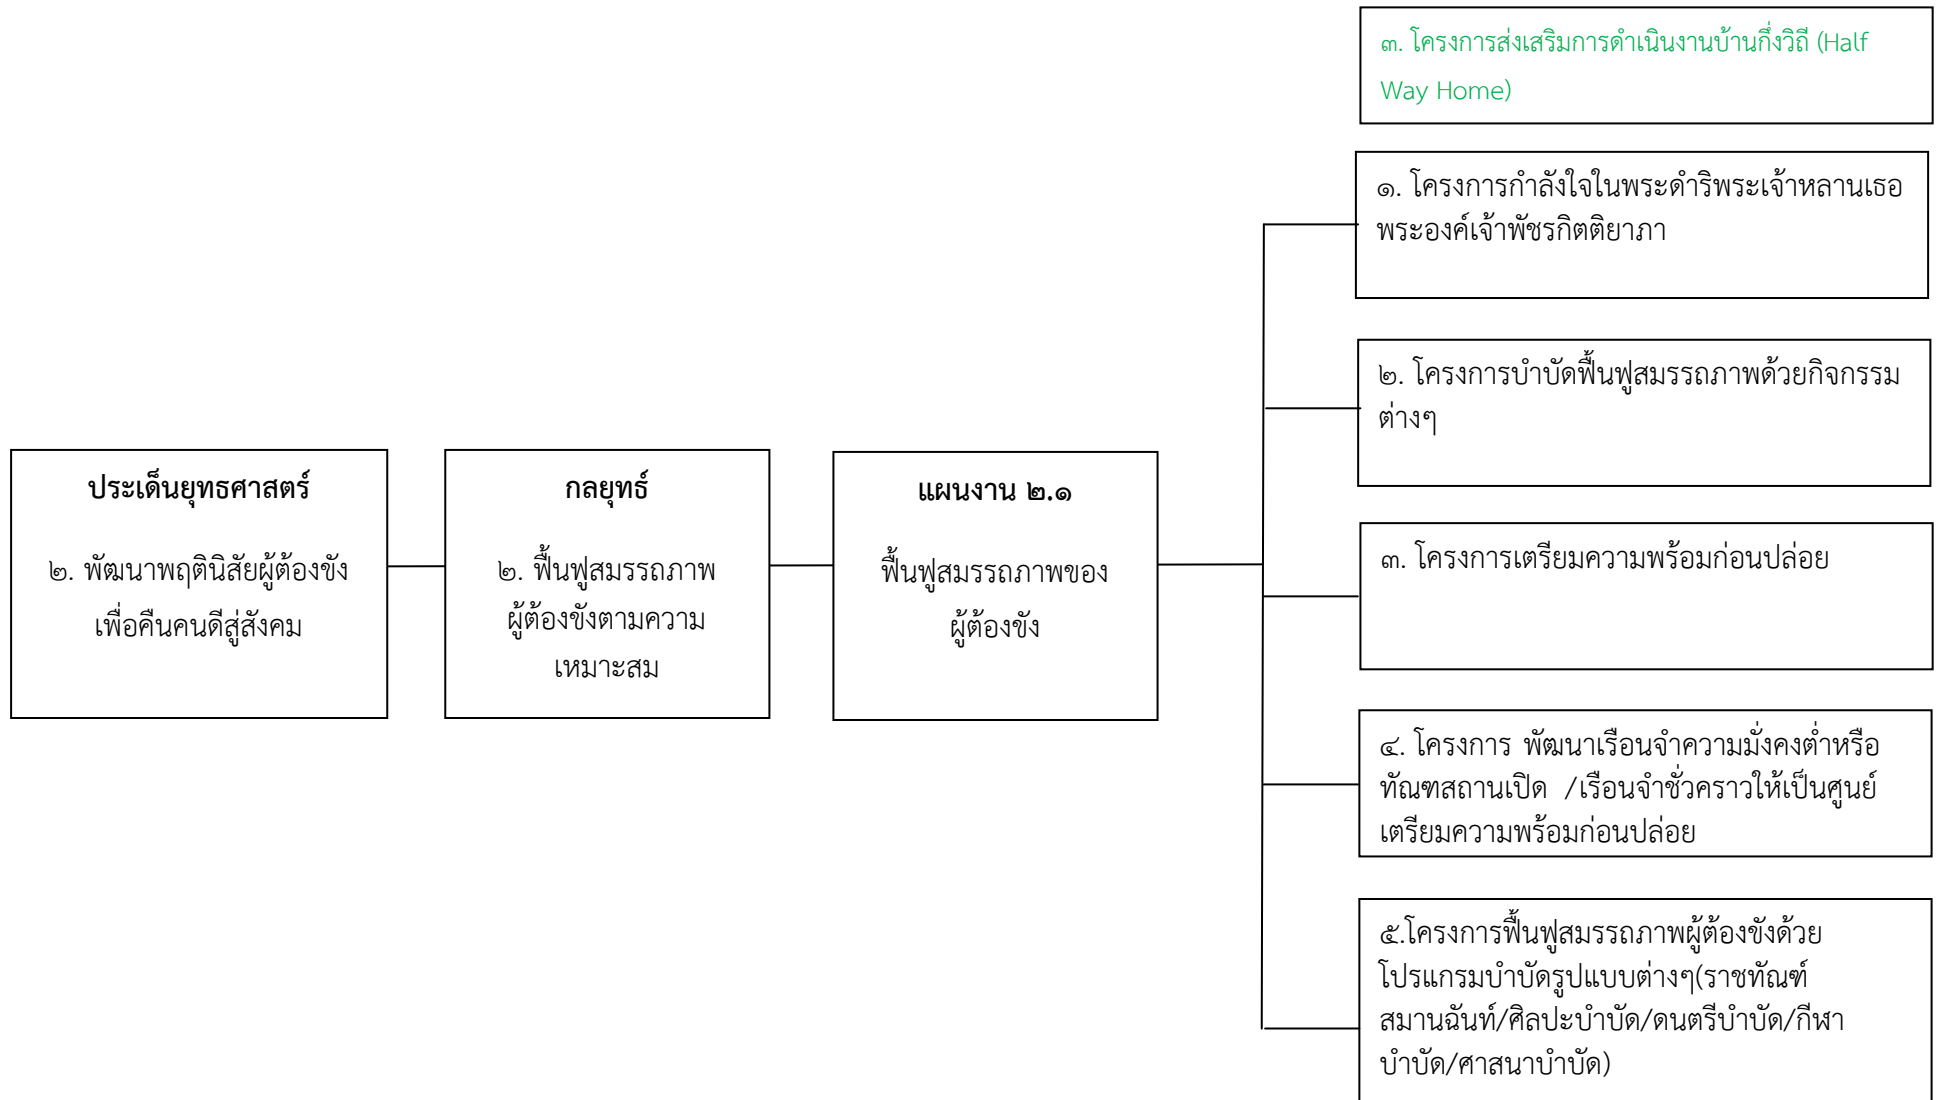 ๓. โครงการส่งเสริมการดำเนินงานบ้านกึ่งวิถี (Half
Way Home)
๑. โครงการกำลังใจในพระดำริพระเจ้าหลานเธอ
พระองค์เจ้าพัชรกิตติยาภา
๒. โครงการบำบัดฟื้นฟูสมรรถภาพด้วยกิจกรรม
ต่างๆ
ประเด็นยุทธศาสตร์
๒. พัฒนาพฤตินิสัยผู้ต้องขัง
เพื่อคืนคนดีสู่สังคม
กลยุทธ์
๒. ฟื้นฟูสมรรถภาพ
ผู้ต้องขังตามความ
เหมาะสม
แผนงาน ๒.๑
ฟื้นฟูสมรรถภาพของ
ผู้ต้องขัง
๓. โครงการเตรียมความพร้อมก่อนปล่อย
๔. โครงการ พัฒนาเรือนจำความมั่งคงต่ำหรือ
ทัณฑสถานเปิด /เรือนจำชั่วคราวให้เป็นศูนย์
เตรียมความพร้อมก่อนปล่อย
๕.โครงการฟื้นฟูสมรรถภาพผู้ต้องขังด้วย
โปรแกรมบำบัดรูปแบบต่างๆ(ราชทัณฑ์
สมานฉันท์/ศิลปะบำบัด/ดนตรีบำบัด/กีฬา
บำบัด/ศาสนาบำบัด)